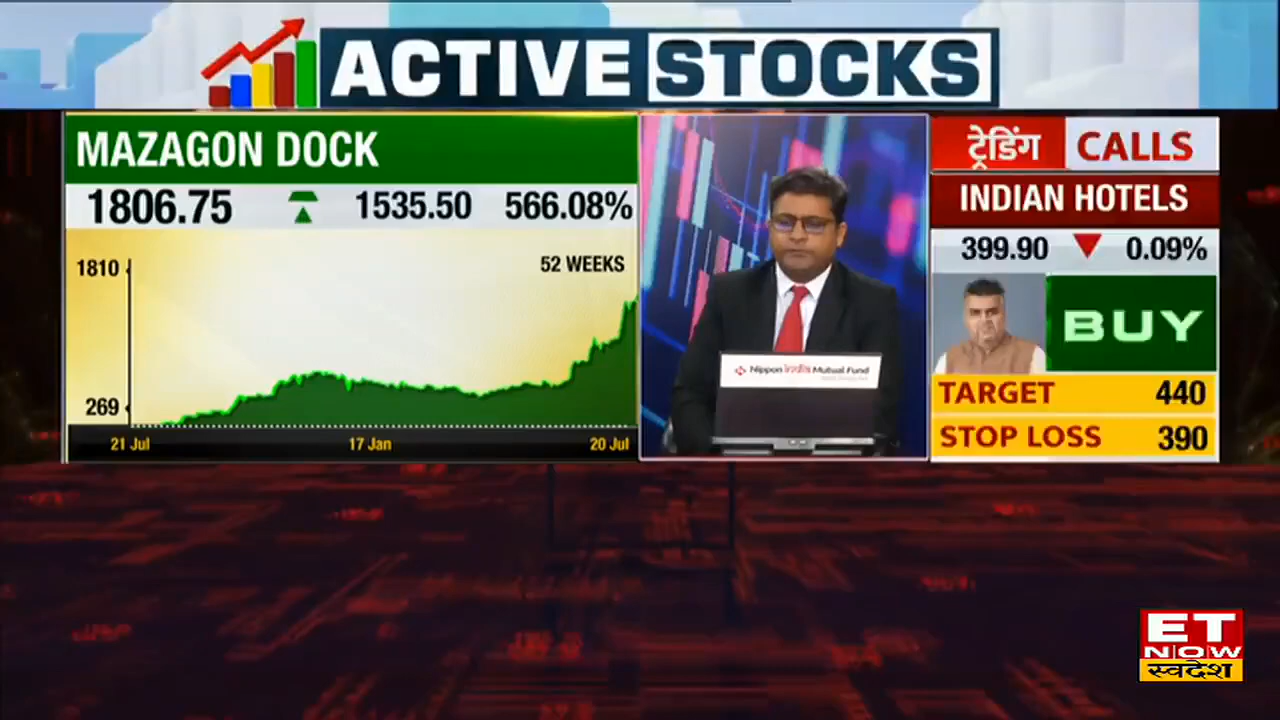 ACTIVE STOCKS
MAZAGON DOCK
1806.75 1535.50 566.08%
52 WEEKS
1810
269
21 Jul 17 Jan 20 Jul
Nippon india Mutual Fund
ट्रेडिंग CALLS
INDIAN HOTELS
399.90 0.09%
BUY
TARGET 440
STOP LOSS 390
ET
NOW
स्वदेश